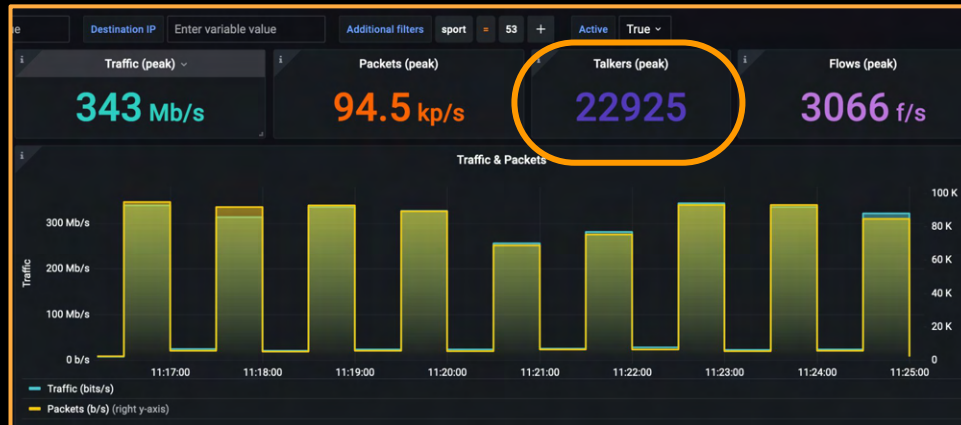 e Destination IP Enter variable value Additional filters sport = 53 + Active True
i Traffic (peak) i Packets (peak) i Talkers (peak) i Flows (peak)
343 Mb/s 94.5 kp/s 22925 3066 f/s
i Traffic & Packets
100 K
300 Mb/s
80 K
60 K
200 Mb/s
40 K
100 Mb/s
20 K
0 b/s
0
Traffic
11:17:00 11:18:00 11:19:00 11:20:00 11:21:00 11:22:00 11:23:00 11:24:00 11:25:00
Traffic (bits/s)
Packets (b/s) (right y-axis)